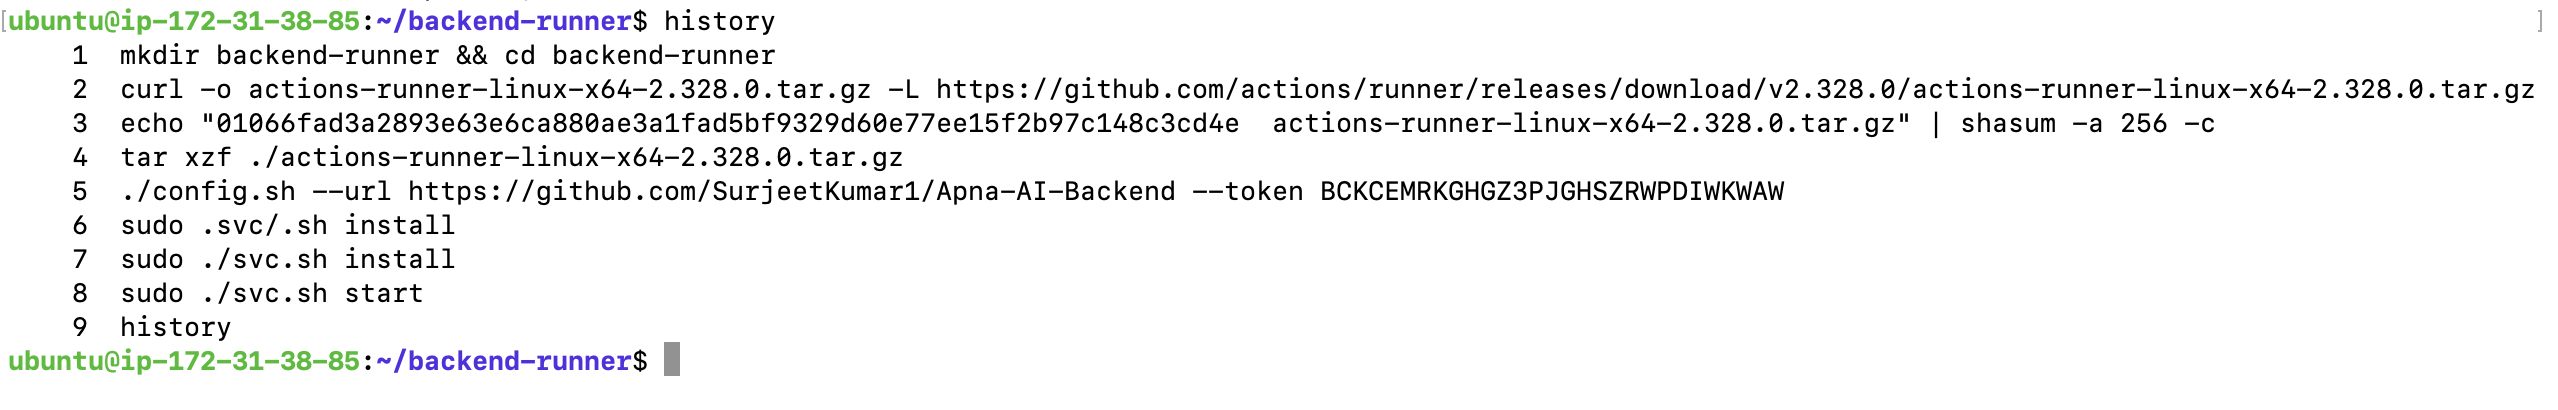 [ubuntu@ip-172-31-38-85:~/backend-runner$ history ]
1 mkdir backend-runner && cd backend-runner
2 curl -o actions-runner-linux-x64-2.328.0.tar.gz -L https://github.com/actions/runner/releases/download/v2.328.0/actions-runner-linux-x64-2.328.0.tar.gz
3 echo "01066fad3a2893e63e6ca880ae3a1fad5bf9329d60e77ee15f2b97c148c3cd4e  actions-runner-linux-x64-2.328.0.tar.gz" | shasum -a 256 -c
4 tar xzf ./actions-runner-linux-x64-2.328.0.tar.gz
5 ./config.sh --url https://github.com/SurjeetKumar1/Apna-AI-Backend --token BCKCEMRKGHGZ3PJGHSZRWPDIWKWAW
6 sudo .svc/.sh install
7 sudo ./svc.sh install
8 sudo ./svc.sh start
9 history
ubuntu@ip-172-31-38-85:~/backend-runner$